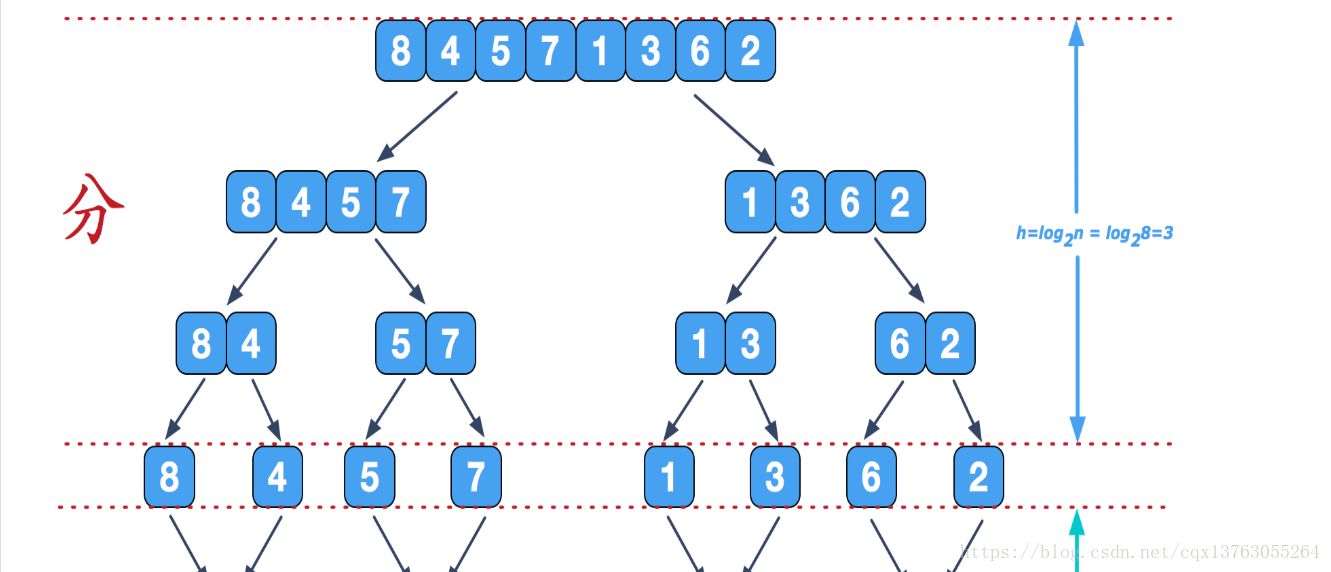 8 4 5 7 1 3 6 2
分
8 4 5 7
1 3 6 2
h=log₂n = log₂8=3
8 4
5 7
1 3
6 2
8
4
5
7
1
3
6
2
https://blog.csdn.net/cqx13763055264